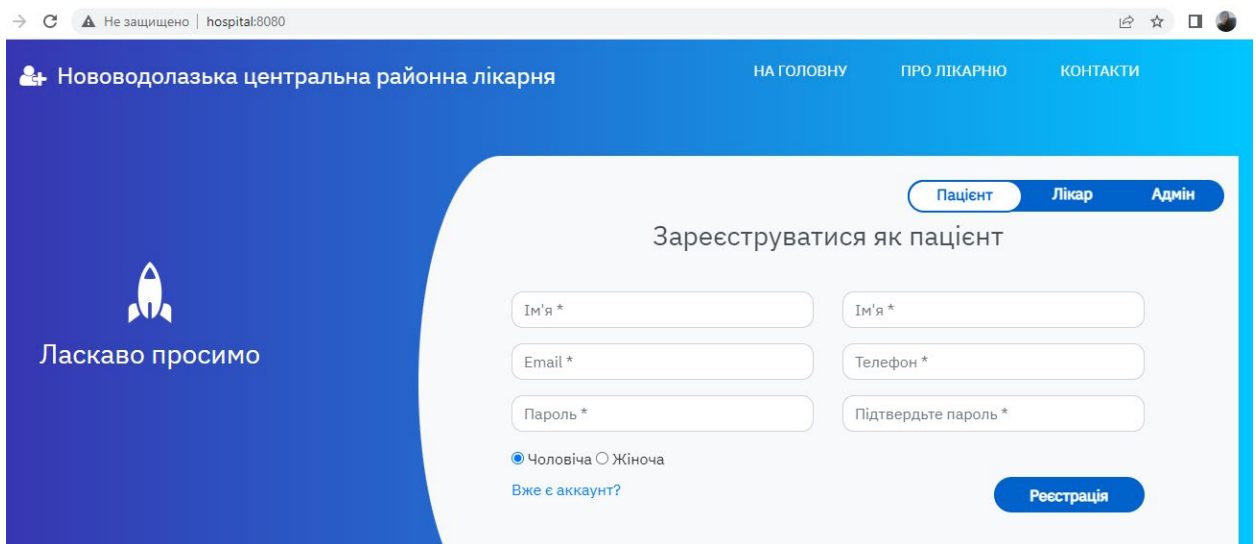 Не защищено | hospital:8080
Нововодолазька центральна районна лікарня
НА ГОЛОВНУ ПРО ЛІКАРНЮ КОНТАКТИ
Пацієнт Лікар Адмін
Зареєструватися як пацієнт
Ім'я * Ім'я *
Ласкаво просимо
Email * Телефон *
Пароль * Підтвердьте пароль *
Чоловіча Жіноча
Вже є аккаунт?
Реєстрація